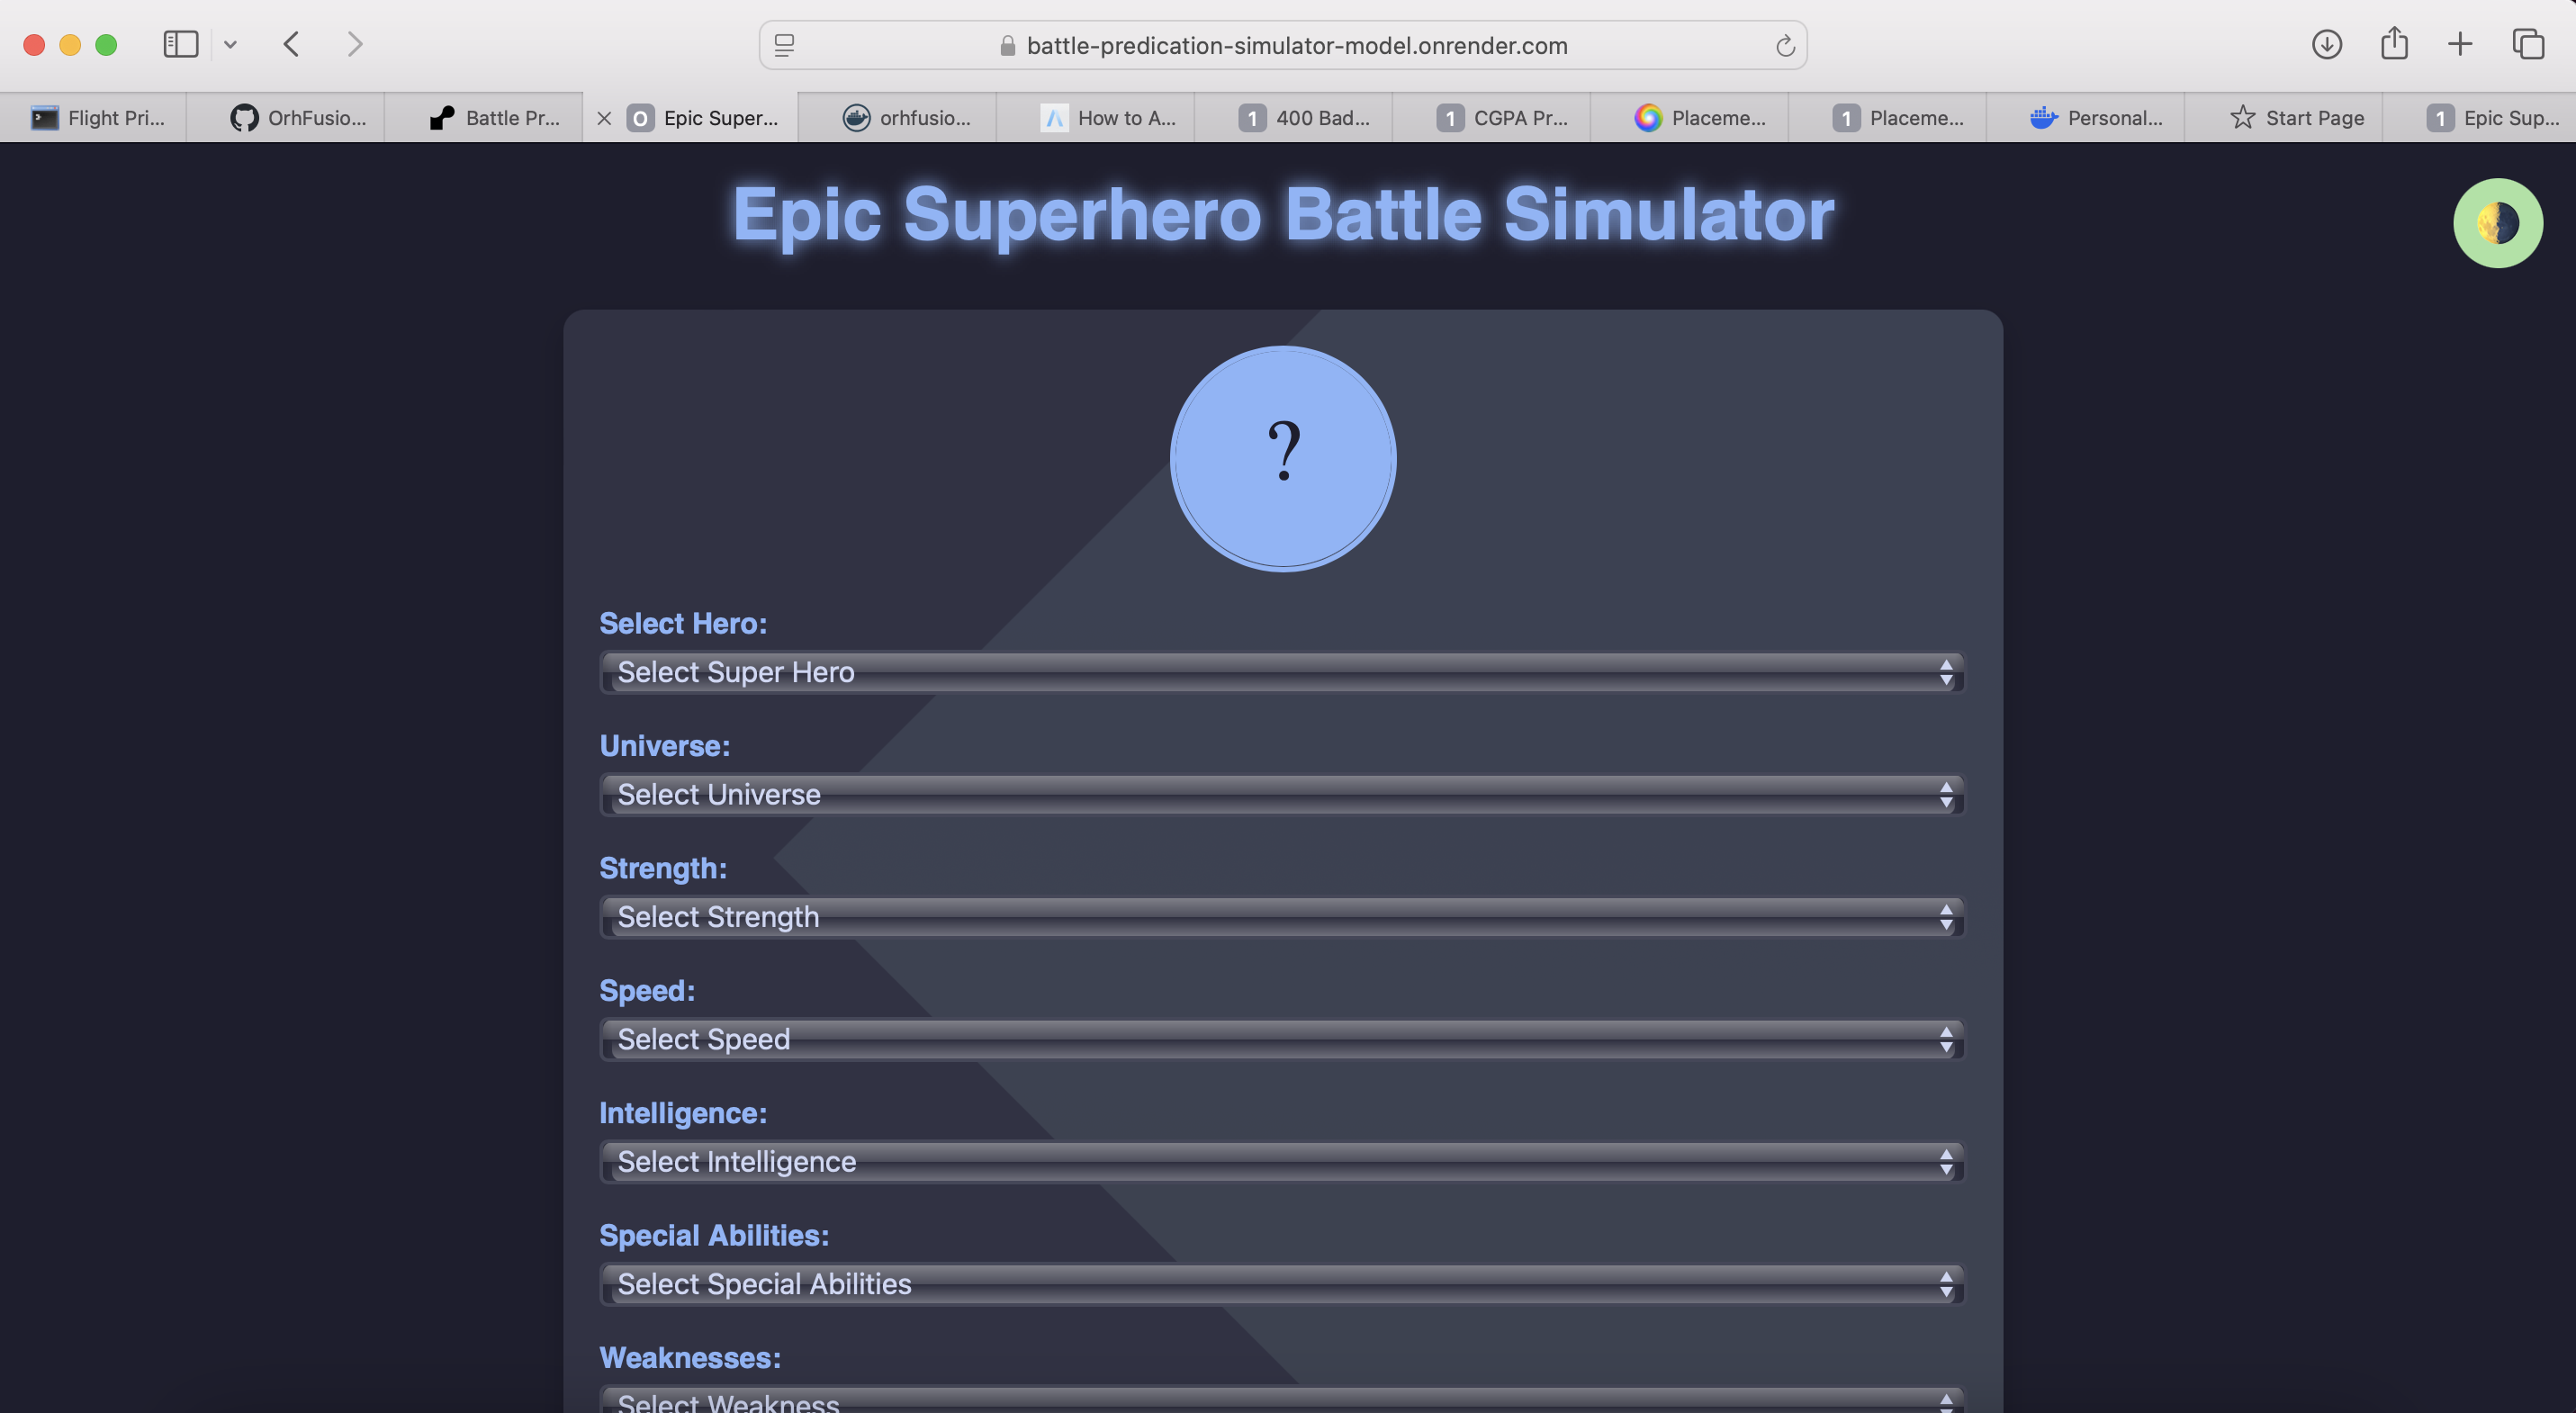 battle-predication-simulator-model.onrender.com
Flight Pri... OrhFusio... Battle Pr... O Epic Super... orhfusio... How to A... 1 400 Bad... 1 CGPA Pr... Placeme... 1 Placeme... Personal... Start Page 1 Epic Sup...
Epic Superhero Battle Simulator
?
Select Hero:
Select Super Hero
Universe:
Select Universe
Strength:
Select Strength
Speed:
Select Speed
Intelligence:
Select Intelligence
Special Abilities:
Select Special Abilities
Weaknesses:
Select Weakness